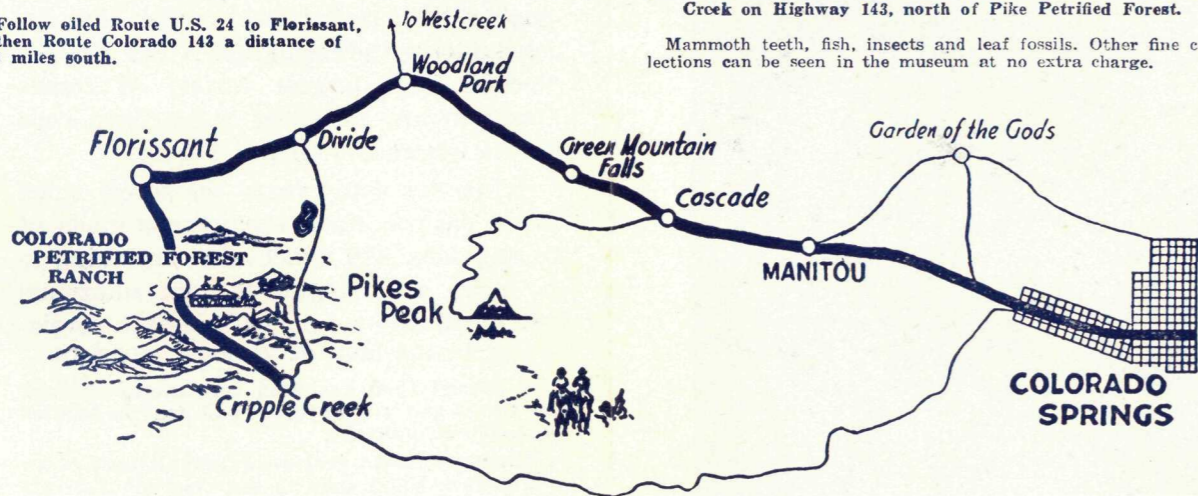 Follow oiled Route U.S. 24 to Florissant,
then Route Colorado 143 a distance of
miles south.
Creek on Highway 143, north of Pike Petrified Forest.
Mammoth teeth, fish, insects and leaf fossils. Other fine c
lections can be seen in the museum at no extra charge.
To Westcreek
Woodland
Park
Divide
Florissant
Green Mountain
Falls
Garden of the Gods
Cascade
MANITOU
COLORADO
PETRIFIED FOREST
RANCH
Pikes
Peak
Cripple Creek
COLORADO
SPRINGS